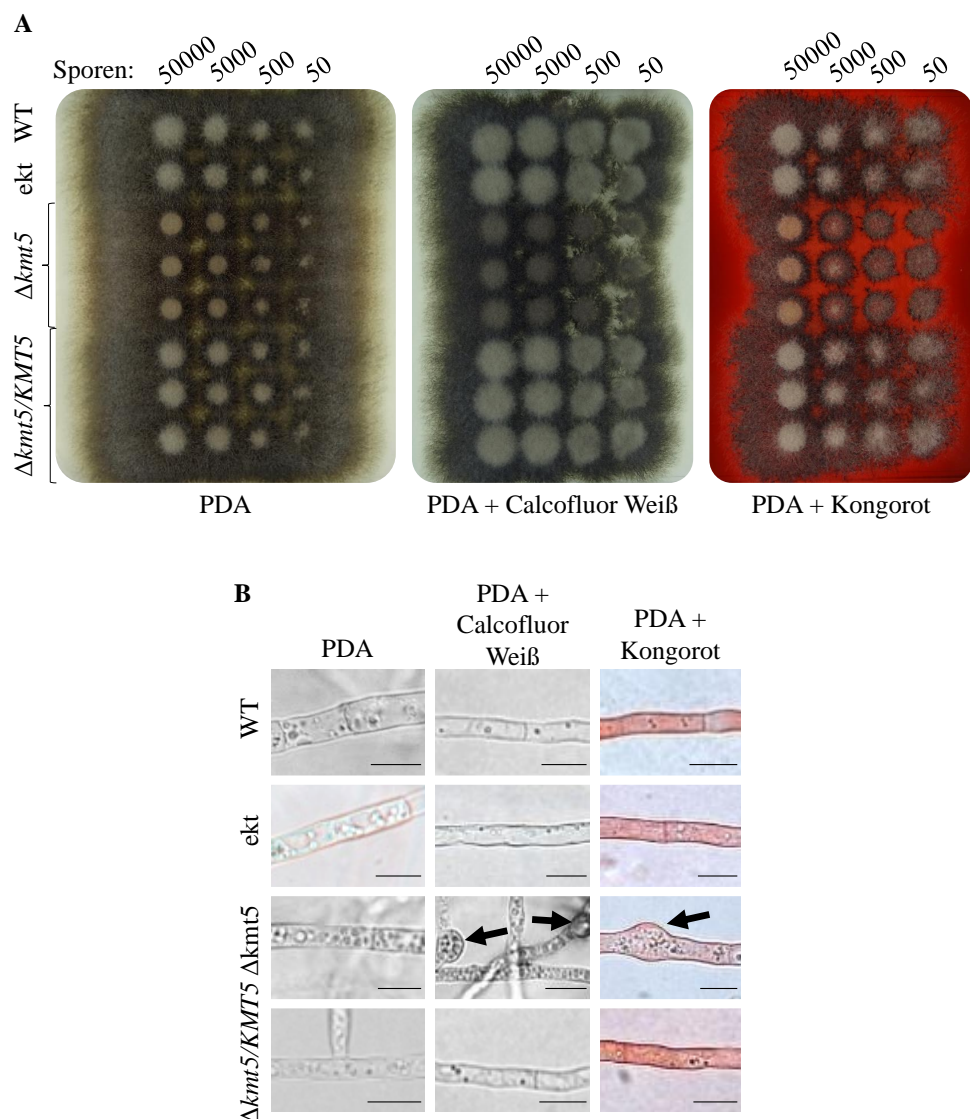 A
Sporen: 50000 5000 500 50 50000 5000 500 50 50000 5000 500 50
WT
ekt
Δkmt5
Δkmt5/KMT5
PDA
PDA + Calcofluor Weiß
PDA + Kongorot
B
PDA
PDA +
Calcofluor
Weiß
PDA +
Kongorot
WT
ekt
Δkmt5
Δkmt5/KMT5